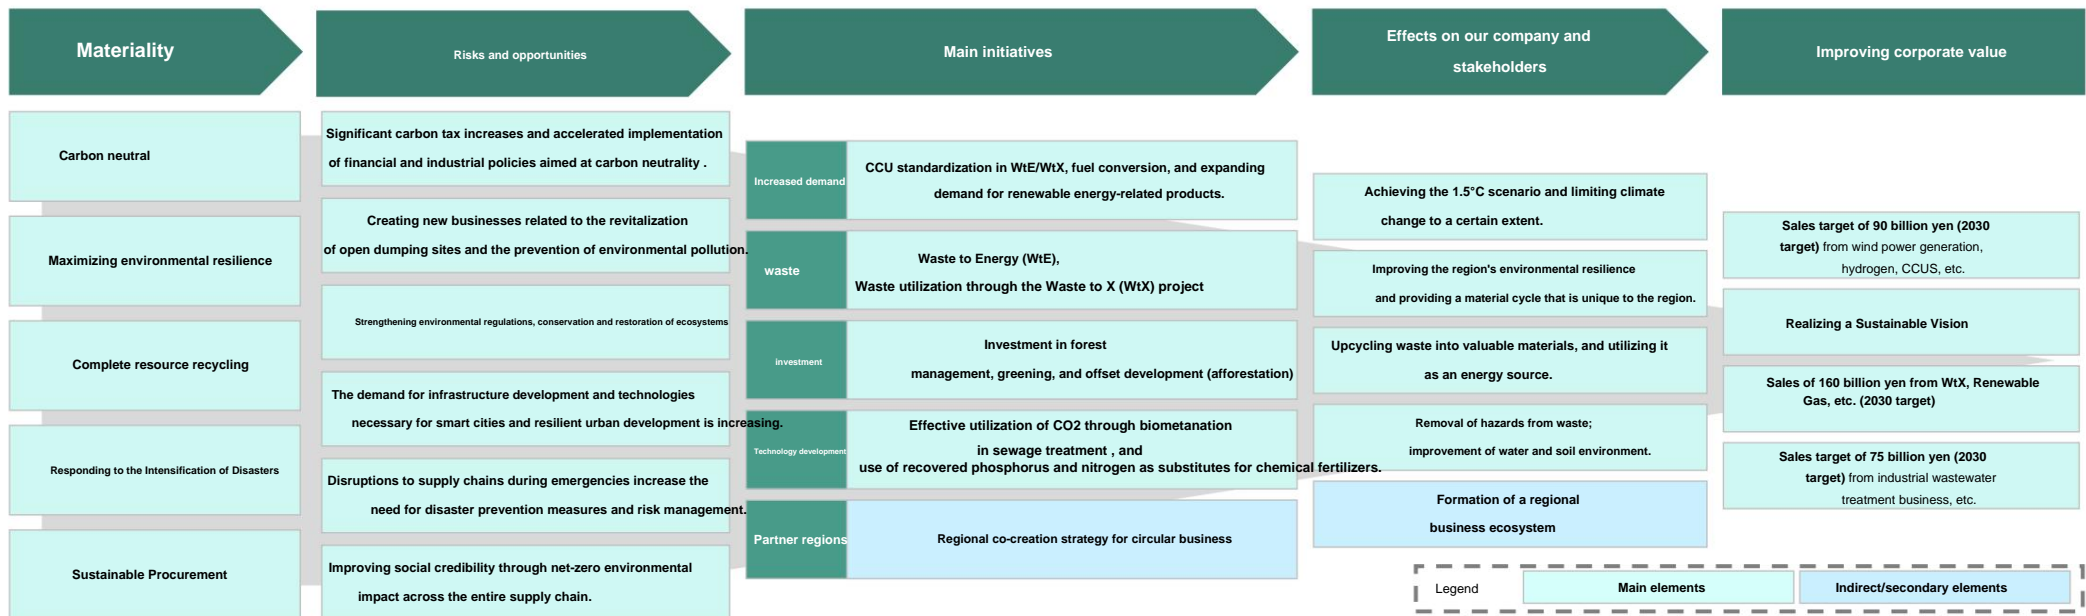 Materiality
Risks and opportunities
Main initiatives
Effects on our company and
stakeholders
Improving corporate value
Carbon neutral
Maximizing environmental resilience
Complete resource recycling
Responding to the Intensification of Disasters
Sustainable Procurement
Significant carbon tax increases and accelerated implementation
of financial and industrial policies aimed at carbon neutrality .
Creating new businesses related to the revitalization
of open dumping sites and the prevention of environmental pollution.
Strengthening environmental regulations, conservation and restoration of ecosystems
The demand for infrastructure development and technologies
necessary for smart cities and resilient urban development is increasing.
Disruptions to supply chains during emergencies increase the
need for disaster prevention measures and risk management.
Improving social credibility through net-zero environmental
impact across the entire supply chain.
Increased demand
CCU standardization in WtE/WtX, fuel conversion, and expanding
demand for renewable energy-related products.
waste
Waste to Energy (WtE),
Waste utilization through the Waste to X (WtX) project
investment
Investment in forest
management, greening, and offset development (afforestation)
Technology development
Effective utilization of CO2 through biometanation
in sewage treatment , and
use of recovered phosphorus and nitrogen as substitutes for chemical fertilizers.
Partner regions
Regional co-creation strategy for circular business
Achieving the 1.5°C scenario and limiting climate
change to a certain extent.
Improving the region's environmental resilience
and providing a material cycle that is unique to the region.
Upcycling waste into valuable materials, and utilizing it
as an energy source.
Removal of hazards from waste;
improvement of water and soil environment.
Formation of a regional
business ecosystem
Sales target of 90 billion yen (2030
target) from wind power generation,
hydrogen, CCUS, etc.
Realizing a Sustainable Vision
Sales of 160 billion yen from WtX, Renewable
Gas, etc. (2030 target)
Sales target of 75 billion yen (2030
target) from industrial wastewater
treatment business, etc.
Legend
Main elements
Indirect/secondary elements